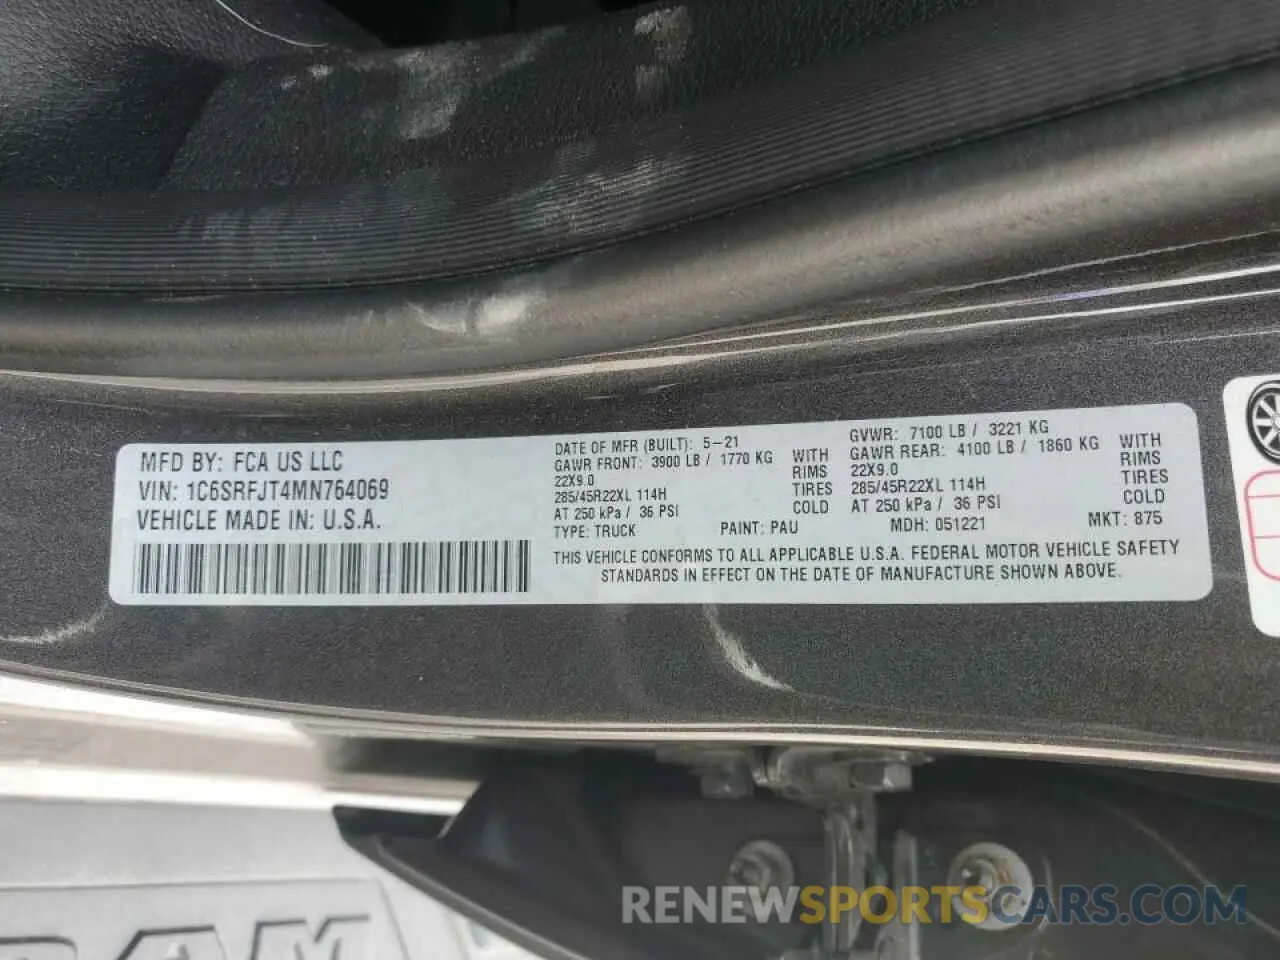 MFD BY: FCA US LLC
VIN: 1C6SRFJT4MN764069
VEHICLE MADE IN: U.S.A.
DATE OF MFR (BUILT): 5-21
GAWR FRONT: 3900 LB / 1770 KG WITH
22X9.0 RIMS
285/45R22XL 114H TIRES
AT 250 kPa / 36 PSI COLD
GVWR: 7100 LB / 3221 KG
GAWR REAR: 4100 LB / 1860 KG WITH
22X9.0 RIMS
285/45R22XL 114H TIRES
AT 250 kPa / 36 PSI COLD
TYPE: TRUCK PAINT: PAU MDH: 051221 MKT: 875
THIS VEHICLE CONFORMS TO ALL APPLICABLE U.S.A. FEDERAL MOTOR VEHICLE SAFETY
STANDARDS IN EFFECT ON THE DATE OF MANUFACTURE SHOWN ABOVE.
RAM
RENEWSPORTSCARS.COM